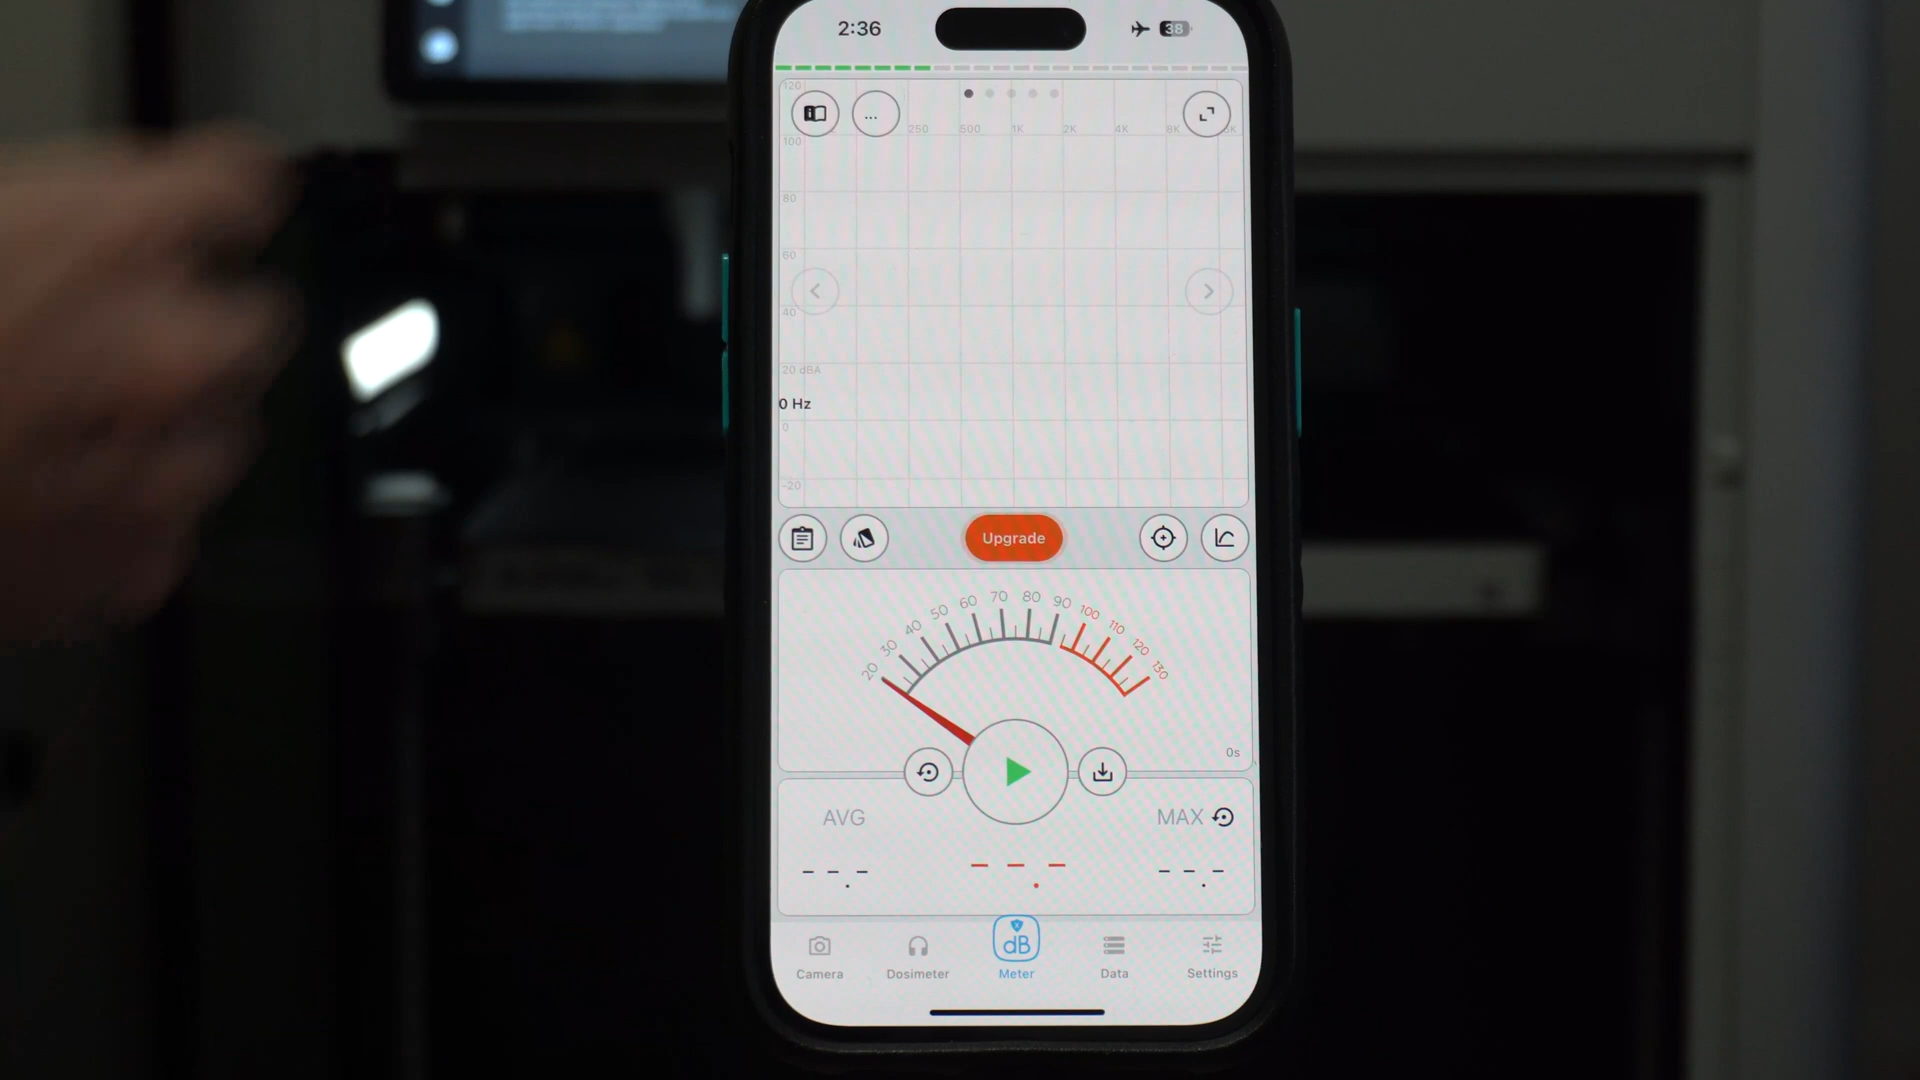 2:36
38
120
250 500 1K 2K 4K 8K
100
80
60
40
20 dBA
0 Hz
0
-20
Upgrade
20 30 40 50 60 70 80 90 100 110 120 130
0s
AVG
MAX
- - . -
- - . -
- - . -
dB
Camera
Dosimeter
Meter
Data
Settings